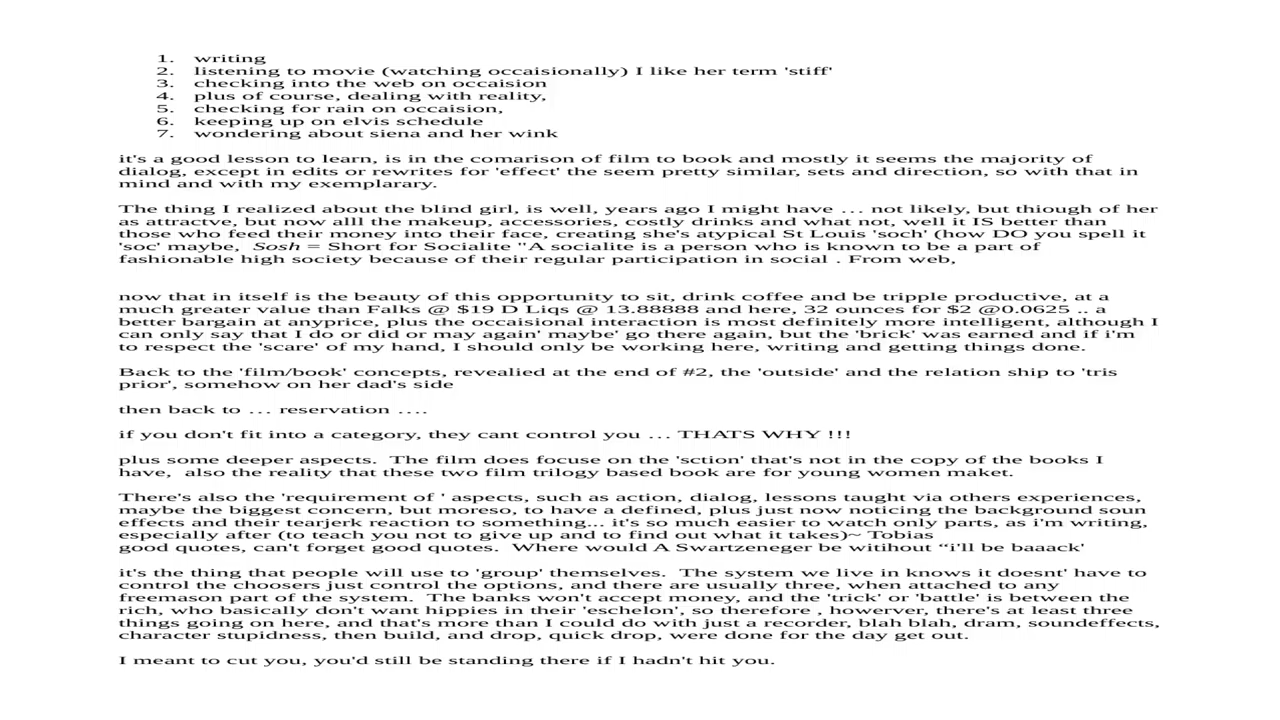 1. writing
2. listening to movie (watching occaisionally) I like her term 'stiff'
3. checking into the web on occaision
4. plus of course, dealing with reality,
5. checking for rain on occaision,
6. keeping up on elvis schedule
7. wondering about siena and her wink
it's a good lesson to learn, is in the comarison of film to book and mostly it seems the majority of
dialog, except in edits or rewrites for 'effect' the seem pretty similar, sets and direction, so with that in
mind and with my exemplarary.
The thing I realized about the blind girl, is well, years ago I might have … not likely, but thiough of her
as attractve, but now alll the makeup, accessories, costly drinks and what not, well it IS better than
those who feed their money into their face, creating she's atypical St Louis 'soch' (how DO you spell it
'soc' maybe, Sosh = Short for Socialite "A socialite is a person who is known to be a part of
fashionable high society because of their regular participation in social . From web,
now that in itself is the beauty of this opportunity to sit, drink coffee and be tripple productive, at a
much greater value than Falks @ $19 D Liqs @ 13.88888 and here, 32 ounces for $2 @0.0625 .. a
better bargain at anyprice, plus the occaisional interaction is most definitely more intelligent, although I
can only say that I do or did or may again' maybe' go there again, but the 'brick' was earned and if i'm
to respect the 'scare' of my hand, I should only be working here, writing and getting things done.
Back to the 'film/book' concepts, revealied at the end of #2, the 'outside' and the relation ship to 'tris
prior', somehow on her dad's side
then back to … reservation ….
if you don't fit into a category, they cant control you … THATS WHY !!!
plus some deeper aspects.  The film does focuse on the 'sction' that's not in the copy of the books I
have,  also the reality that these two film trilogy based book are for young women maket.
There's also the 'requirement of ' aspects, such as action, dialog, lessons taught via others experiences,
maybe the biggest concern, but moreso, to have a defined, plus just now noticing the background soun
effects and their tearjerk reaction to something... it's so much easier to watch only parts, as i'm writing,
especially after (to teach you not to give up and to find out what it takes)~ Tobias
good quotes, can't forget good quotes.  Where would A Swartzeneger be witihout “i'll be baaack'
it's the thing that people will use to 'group' themselves.  The system we live in knows it doesnt' have to
control the choosers just control the options, and there are usually three, when attached to any
freemason part of the system.  The banks won't accept money, and the 'trick' or 'battle' is between the
rich, who basically don't want hippies in their 'eschelon', so therefore , howerver, there's at least three
things going on here, and that's more than I could do with just a recorder, blah blah, dram, soundeffects,
character stupidness, then build, and drop, quick drop, were done for the day get out.
I meant to cut you, you'd still be standing there if I hadn't hit you.